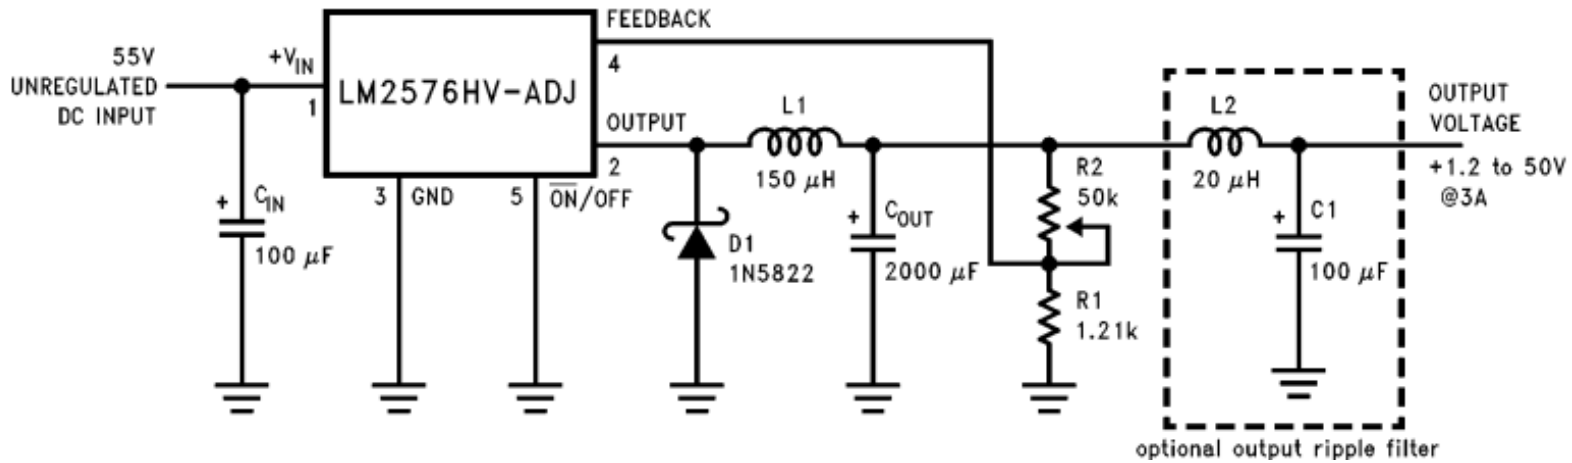 55V
UNREGULATED
DC INPUT
+VIN
1
CIN
+
100 μF
LM2576HV-ADJ
FEEDBACK
4
OUTPUT
2
3 GND
5 ON/OFF
D1
1N5822
L1
150 μH
+
COUT
2000 μF
R2
50k
R1
1.21k
L2
20 μH
+
C1
100 μF
OUTPUT
VOLTAGE
+1.2 to 50V
@3A
optional output ripple filter